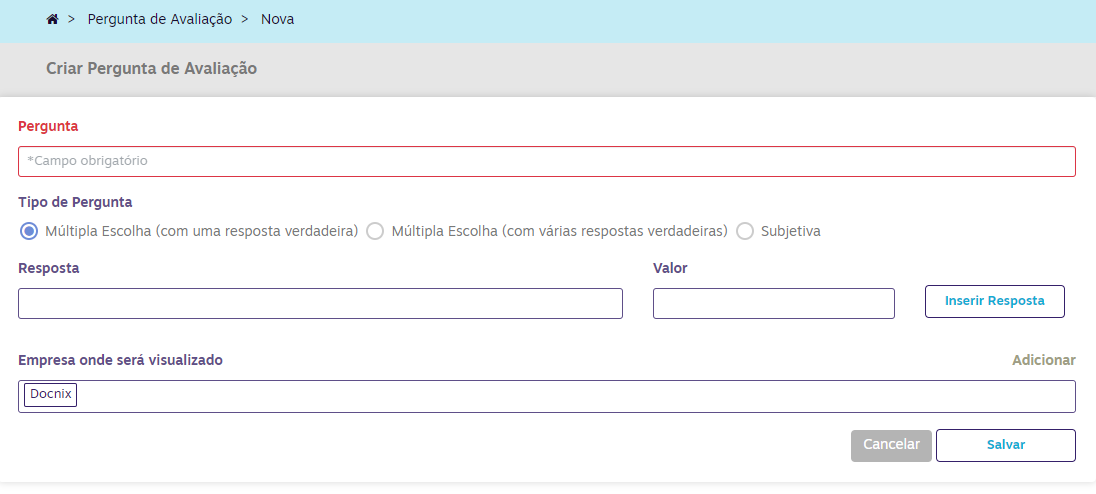 > Pergunta de Avaliação > Nova
Criar Pergunta de Avaliação
Pergunta
*Campo obrigatório
Tipo de Pergunta
Múltipla Escolha (com uma resposta verdadeira) Múltipla Escolha (com várias respostas verdadeiras) Subjetiva
Resposta Valor
Inserir Resposta
Empresa onde será visualizado Adicionar
Docnix
Cancelar Salvar